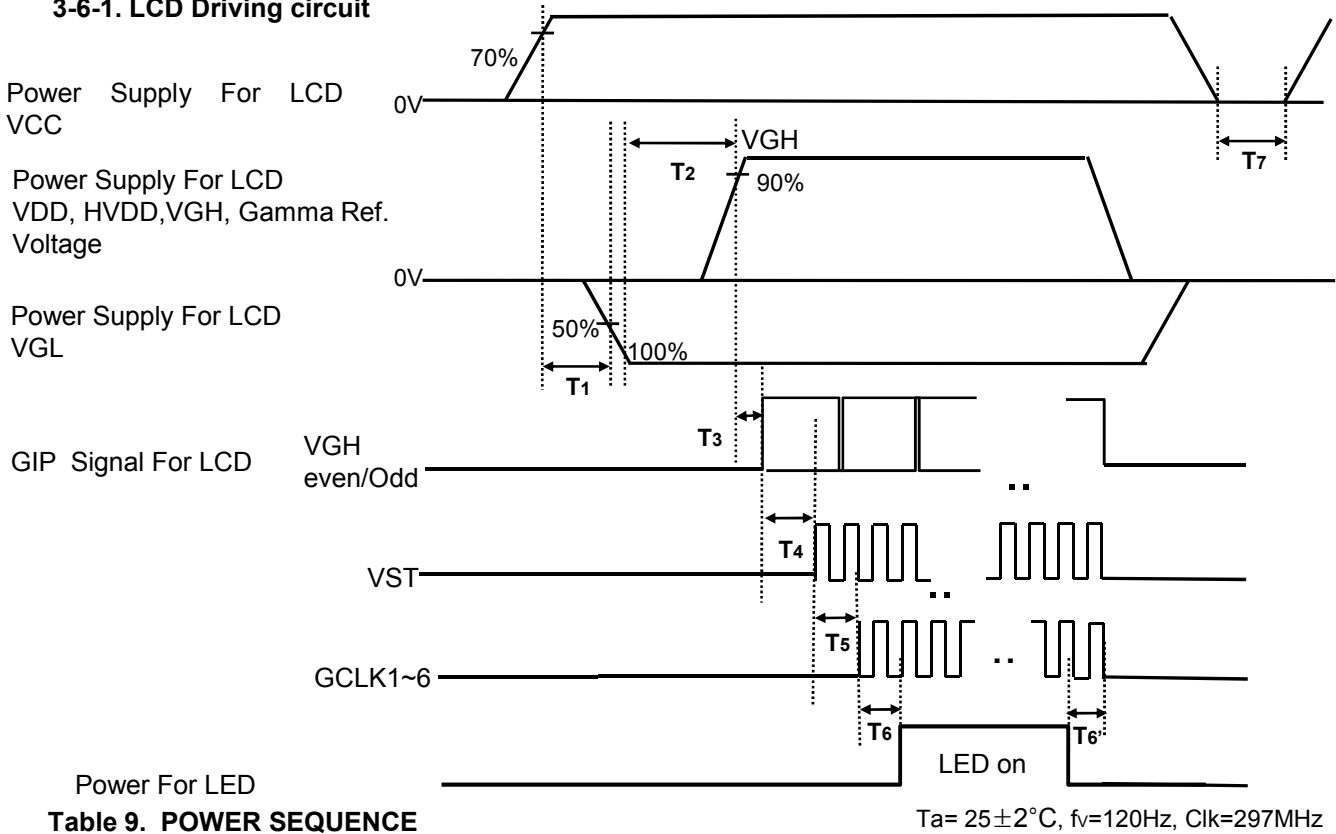 3-6-1. LCD Driving circuit
70%
Power Supply For LCD
VCC
0V
T7
VGH
T2
90%
Power Supply For LCD
VDD, HVDD,VGH, Gamma Ref.
Voltage
0V
Power Supply For LCD
VGL
50%
100%
T1
T3
GIP Signal For LCD
VGH
even/Odd
..
T4
VST
..
T5
..
GCLK1~6
T6
T6'
LED on
Power For LED
Table 9. POWER SEQUENCE
Ta= 25±2°C, fv=120Hz, Clk=297MHz